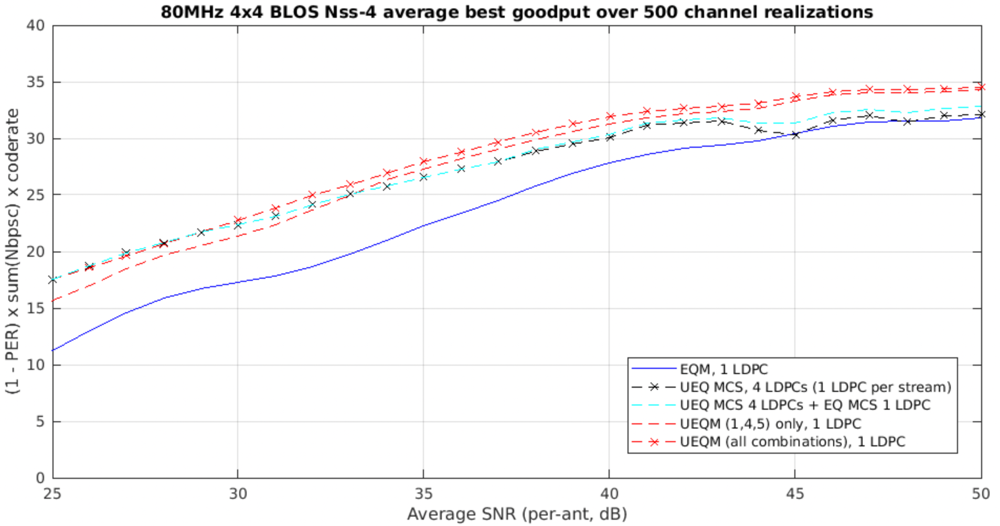 80MHz 4x4 BLOS Nss-4 average best goodput over 500 channel realizations
(1 - PER) x sum(Nbpsc) x coderate
40
35
30
25
20
15
10
5
0
EQM, 1 LDPC
UEQ MCS, 4 LDPCs (1 LDPC per stream)
UEQ MCS 4 LDPCs + EQ MCS 1 LDPC
UEQM (1,4,5) only, 1 LDPC
UEQM (all combinations), 1 LDPC
25 30 35 40 45 50
Average SNR (per-ant, dB)